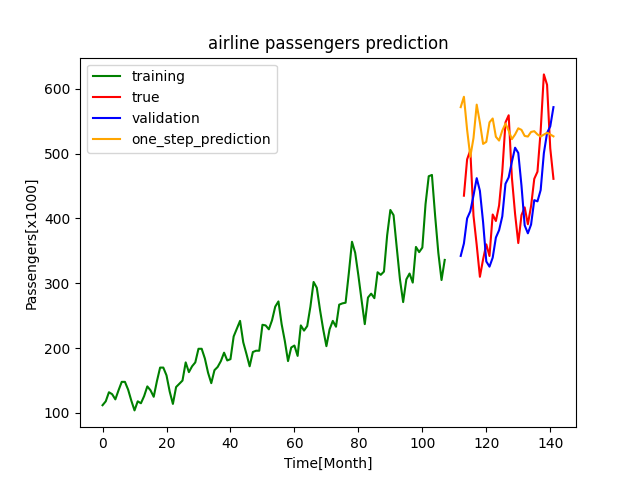 airline passengers prediction
training
true
validation
one_step_prediction
600
500
400
300
200
100
Passengers[x1000]
0 20 40 60 80 100 120 140
Time[Month]